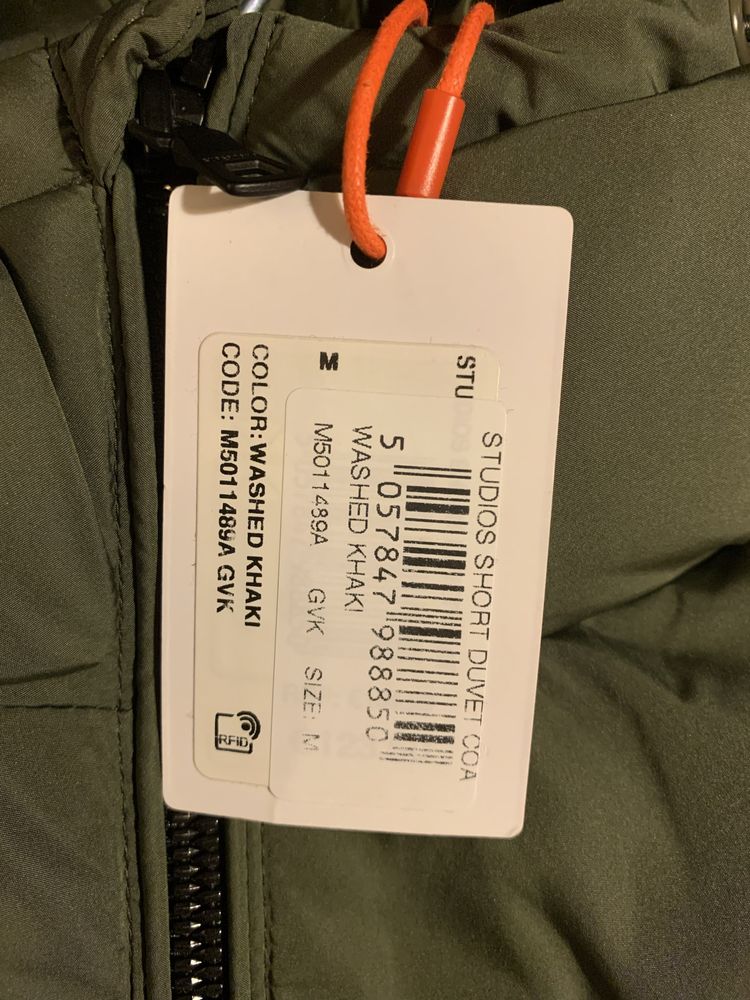 STU
M
COLOR: WASHED KHAKI
CODE: M5011489A GVK
RFID
STUDIOS SHORT DUVET COA
5 057847 988850
WASHED KHAKI
M5011489A GVK SIZE: M